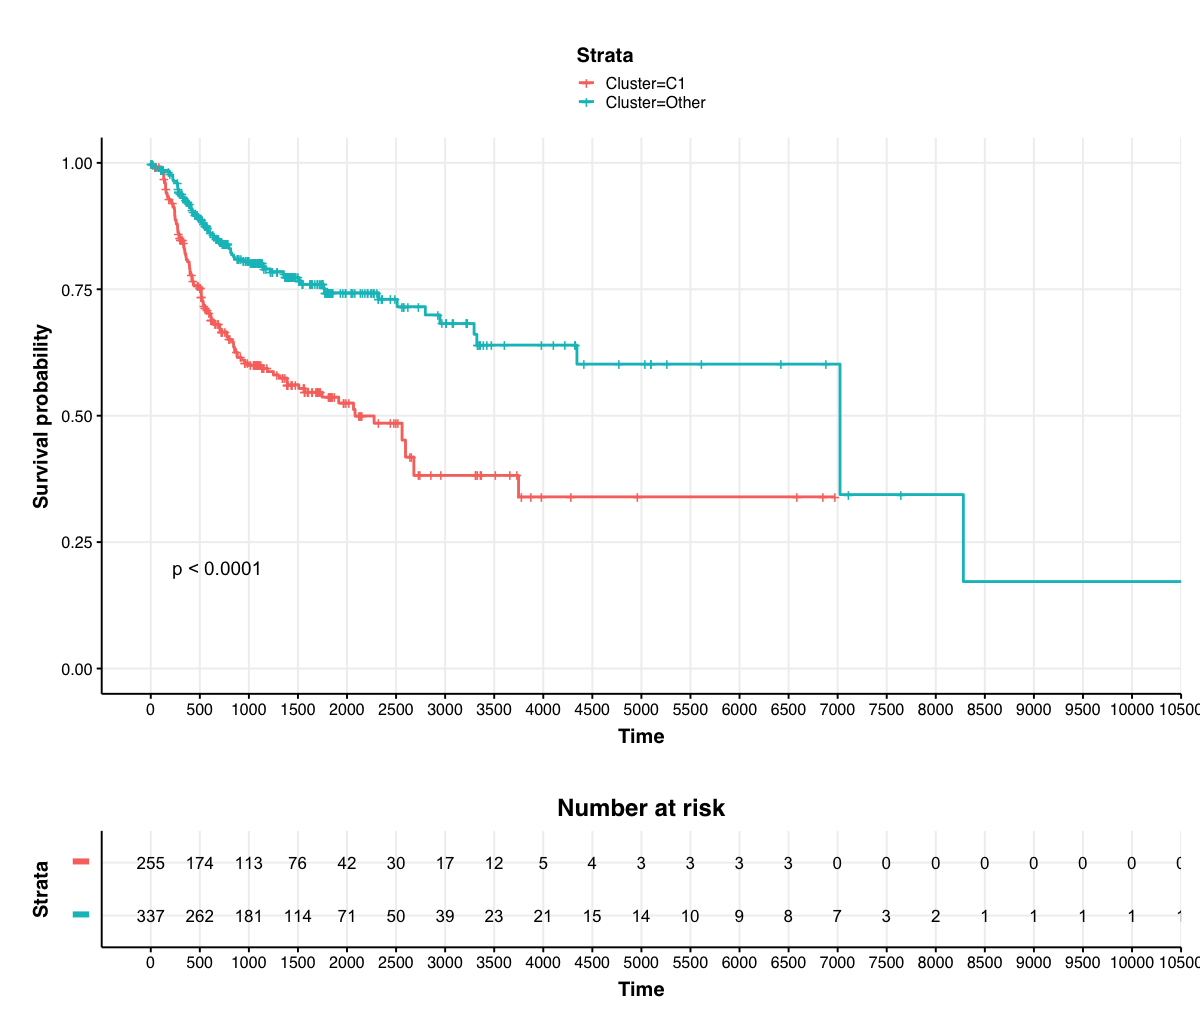 Strata
Cluster=C1
Cluster=Other
1.00
0.75
0.50
0.25
0.00
Survival probability
p < 0.0001
0 500 1000 1500 2000 2500 3000 3500 4000 4500 5000 5500 6000 6500 7000 7500 8000 8500 9000 9500 10000 10500
Time
Number at risk
Strata
255 174 113 76 42 30 17 12 5 4 3 3 3 3 0 0 0 0 0 0 0 0
337 262 181 114 71 50 39 23 21 15 14 10 9 8 7 3 2 1 1 1 1 1
0 500 1000 1500 2000 2500 3000 3500 4000 4500 5000 5500 6000 6500 7000 7500 8000 8500 9000 9500 10000 10500
Time